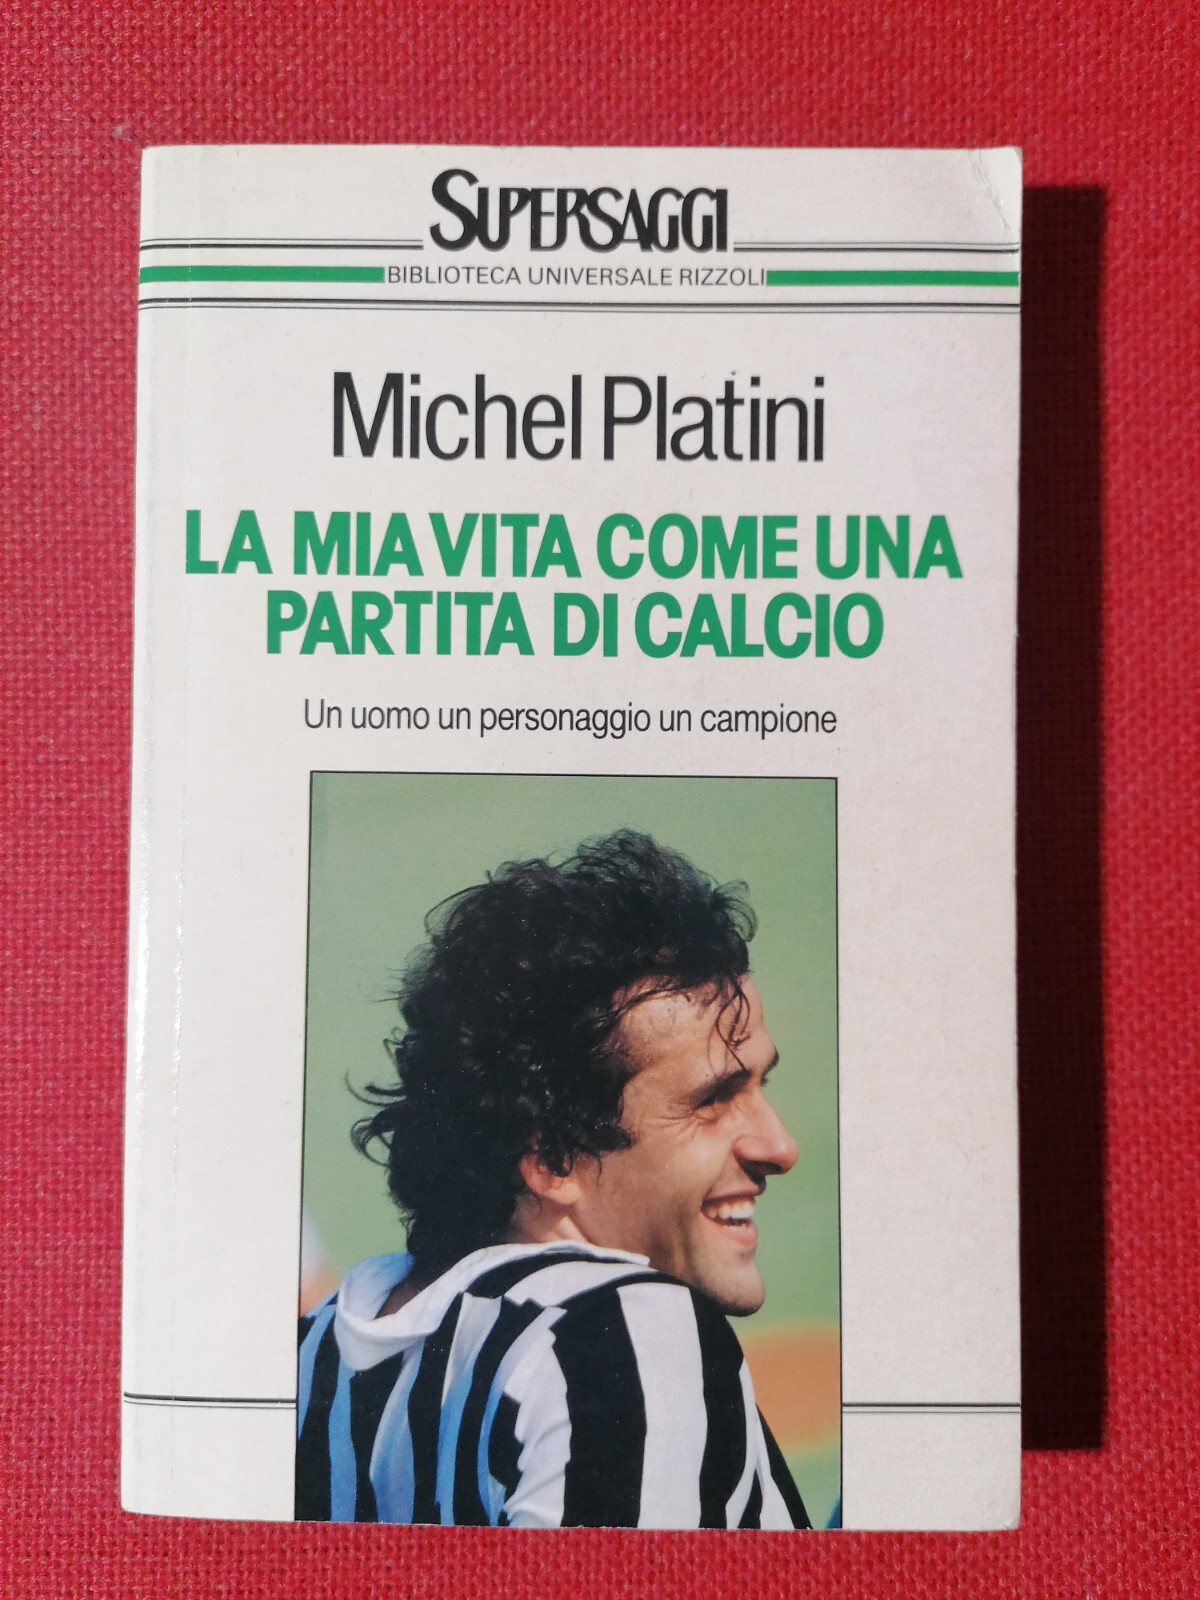 SUPERSAGGI
BIBLIOTECA UNIVERSALE RIZZOLI
Michel Platini
LA MIA VITA COME UNA
PARTITA DI CALCIO
Un uomo un personaggio un campione